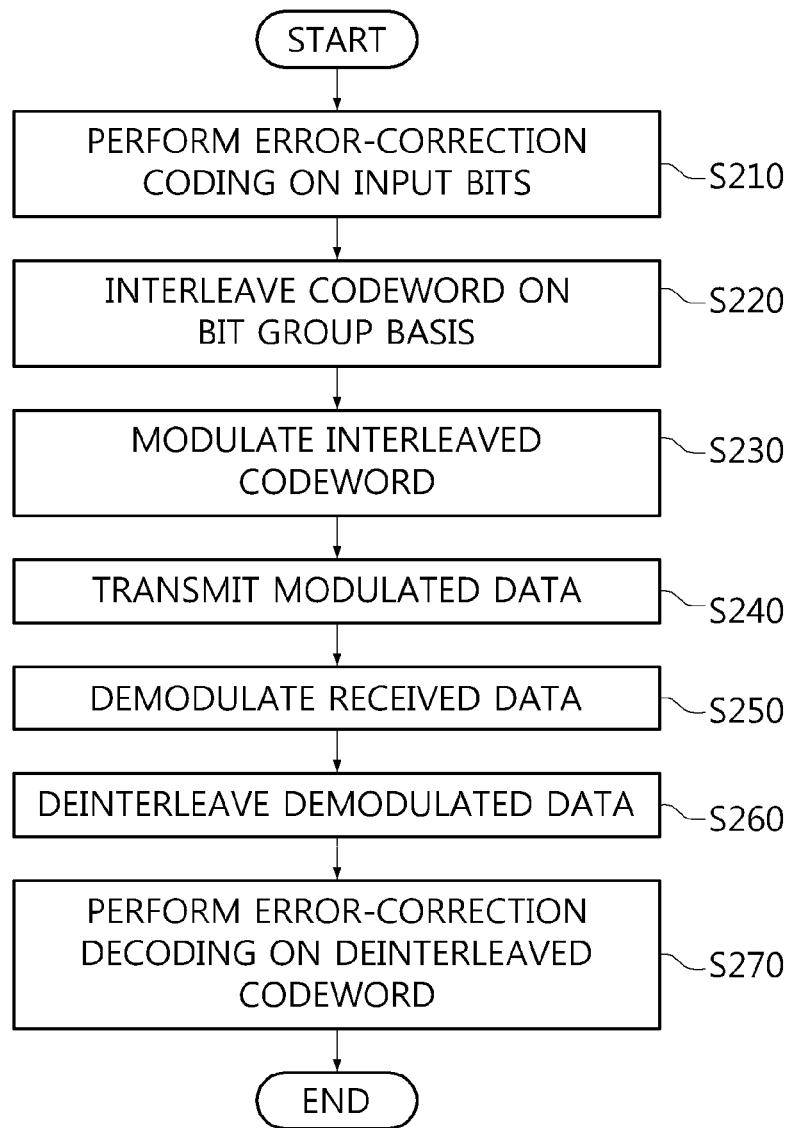 START
PERFORM ERROR-CORRECTION
CODING ON INPUT BITS
S210
INTERLEAVE CODEWORD ON
BIT GROUP BASIS
S220
MODULATE INTERLEAVED
CODEWORD
S230
TRANSMIT MODULATED DATA
S240
DEMODULATE RECEIVED DATA
S250
DEINTERLEAVE DEMODULATED DATA
S260
PERFORM ERROR-CORRECTION
DECODING ON DEINTERLEAVED
CODEWORD
S270
END